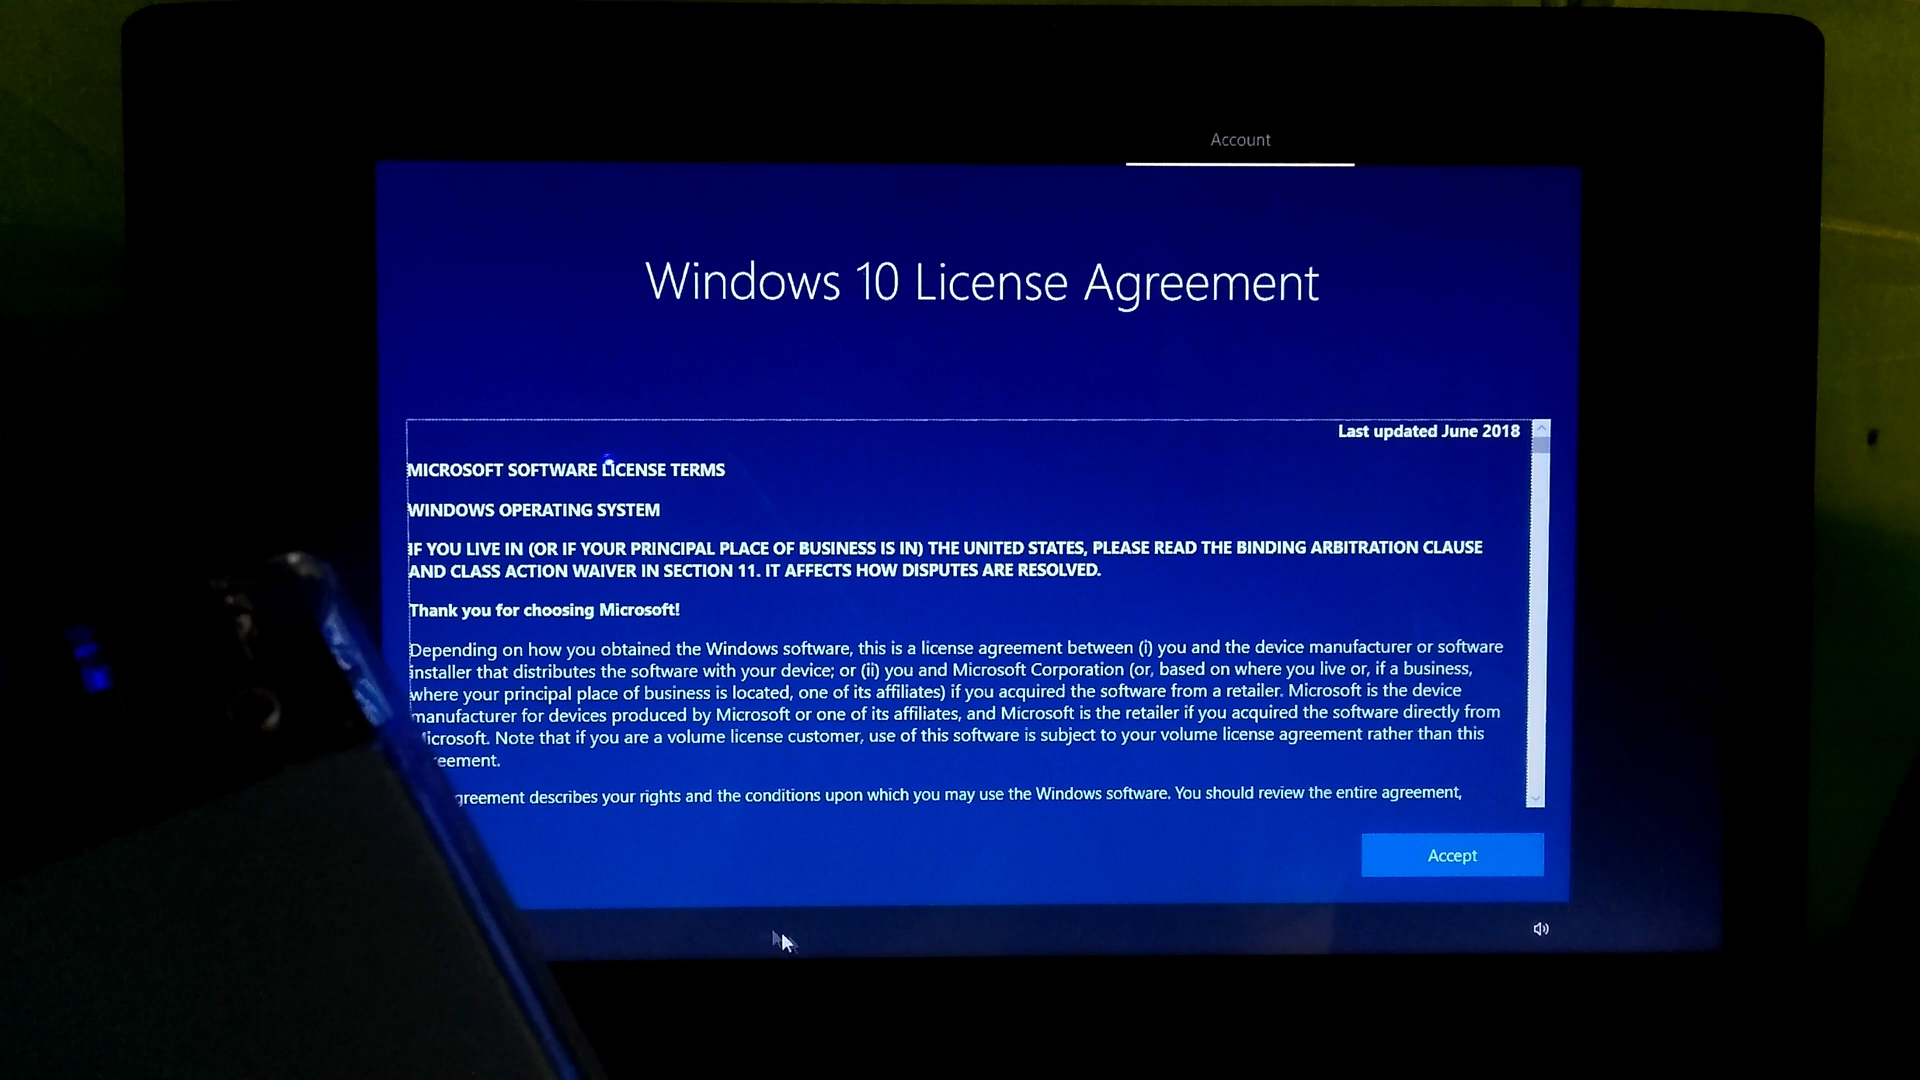 Account
Windows 10 License Agreement
Last updated June 2018
MICROSOFT SOFTWARE LICENSE TERMS
WINDOWS OPERATING SYSTEM
IF YOU LIVE IN (OR IF YOUR PRINCIPAL PLACE OF BUSINESS IS IN) THE UNITED STATES, PLEASE READ THE BINDING ARBITRATION CLAUSE
AND CLASS ACTION WAIVER IN SECTION 11. IT AFFECTS HOW DISPUTES ARE RESOLVED.
Thank you for choosing Microsoft!
Depending on how you obtained the Windows software, this is a license agreement between (i) you and the device manufacturer or software
installer that distributes the software with your device; or (ii) you and Microsoft Corporation (or, based on where you live or, if a business,
where your principal place of business is located, one of its affiliates) if you acquired the software from a retailer. Microsoft is the device
manufacturer for devices produced by Microsoft or one of its affiliates, and Microsoft is the retailer if you acquired the software directly from
Microsoft. Note that if you are a volume license customer, use of this software is subject to your volume license agreement rather than this
reement.
greement describes your rights and the conditions upon which you may use the Windows software. You should review the entire agreement,
Accept